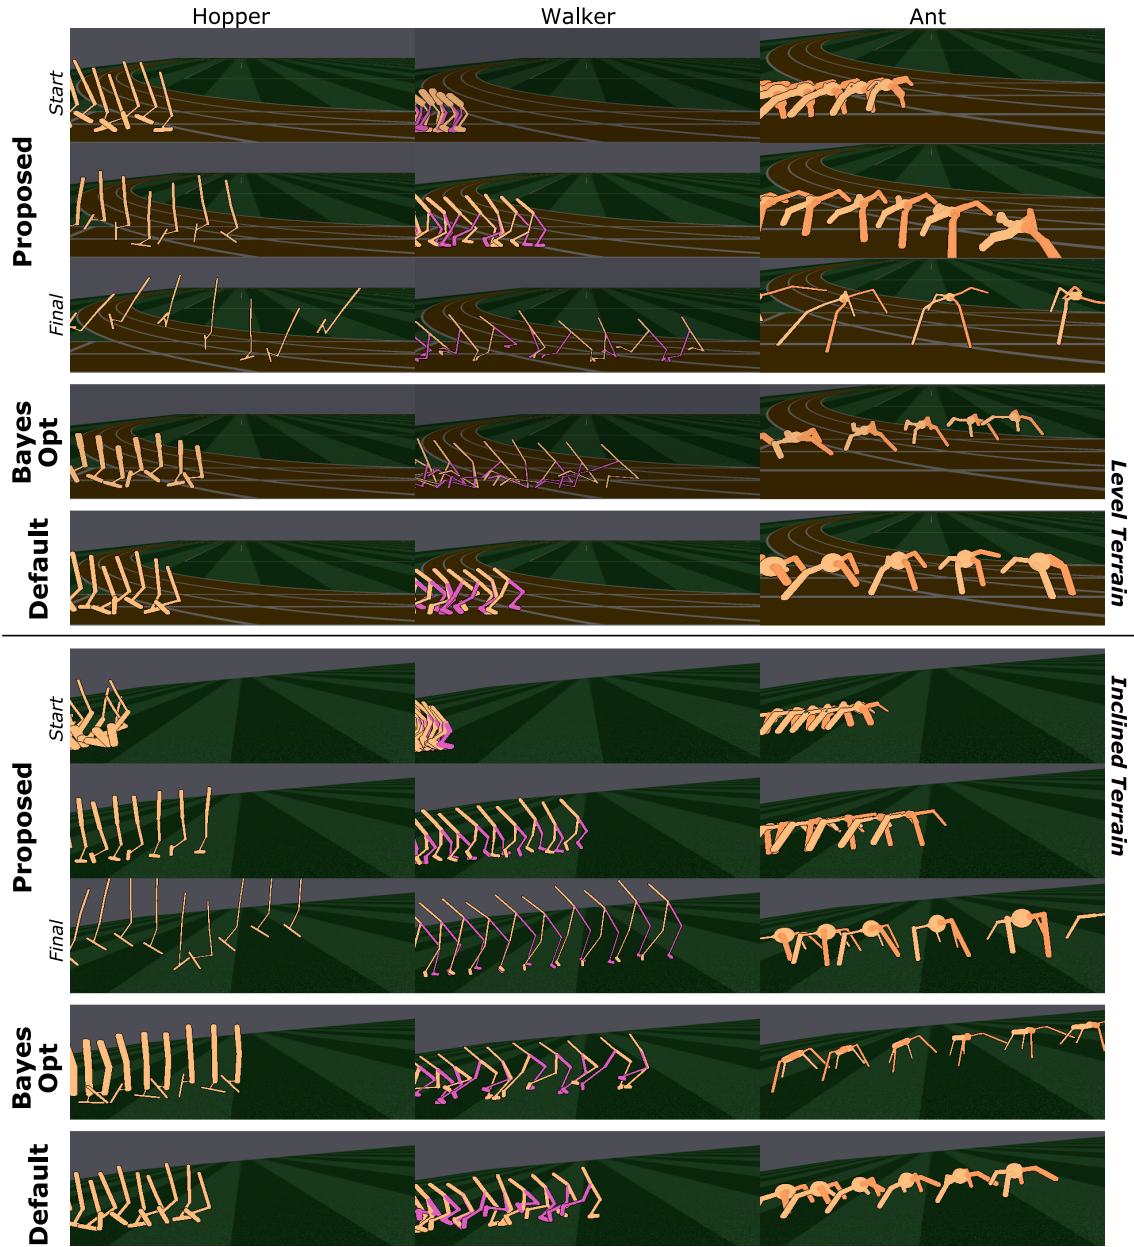 Hopper Walker Ant
Proposed
Start
Final
Bayes
Opt
Default
Level Terrain
Proposed
Start
Final
Bayes
Opt
Default
Inclined Terrain